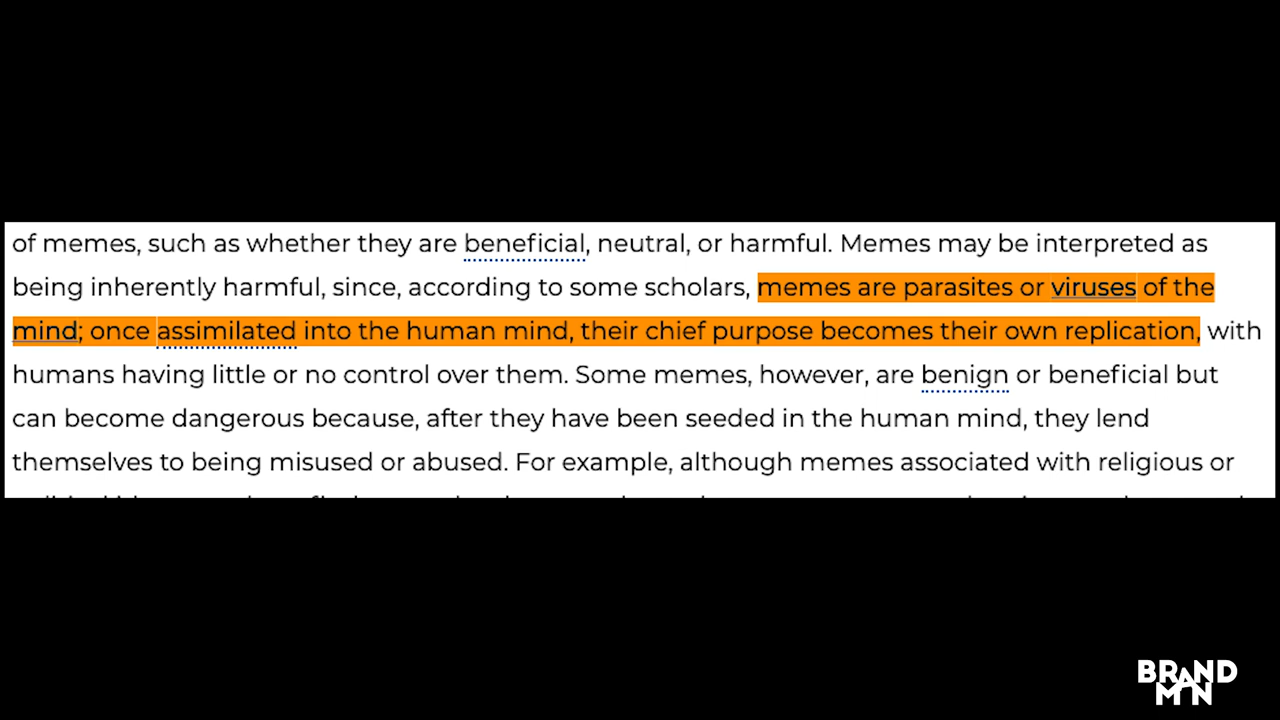 of memes, such as whether they are beneficial, neutral, or harmful. Memes may be interpreted as
being inherently harmful, since, according to some scholars, memes are parasites or viruses of the
mind; once assimilated into the human mind, their chief purpose becomes their own replication, with
humans having little or no control over them. Some memes, however, are benign or beneficial but
can become dangerous because, after they have been seeded in the human mind, they lend
themselves to being misused or abused. For example, although memes associated with religious or
BRAND
MAN